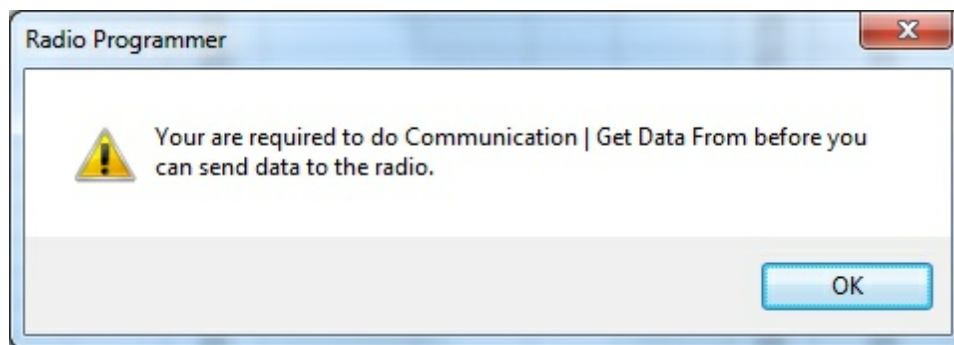 Radio Programmer
Your are required to do Communication | Get Data From before you
can send data to the radio.
OK